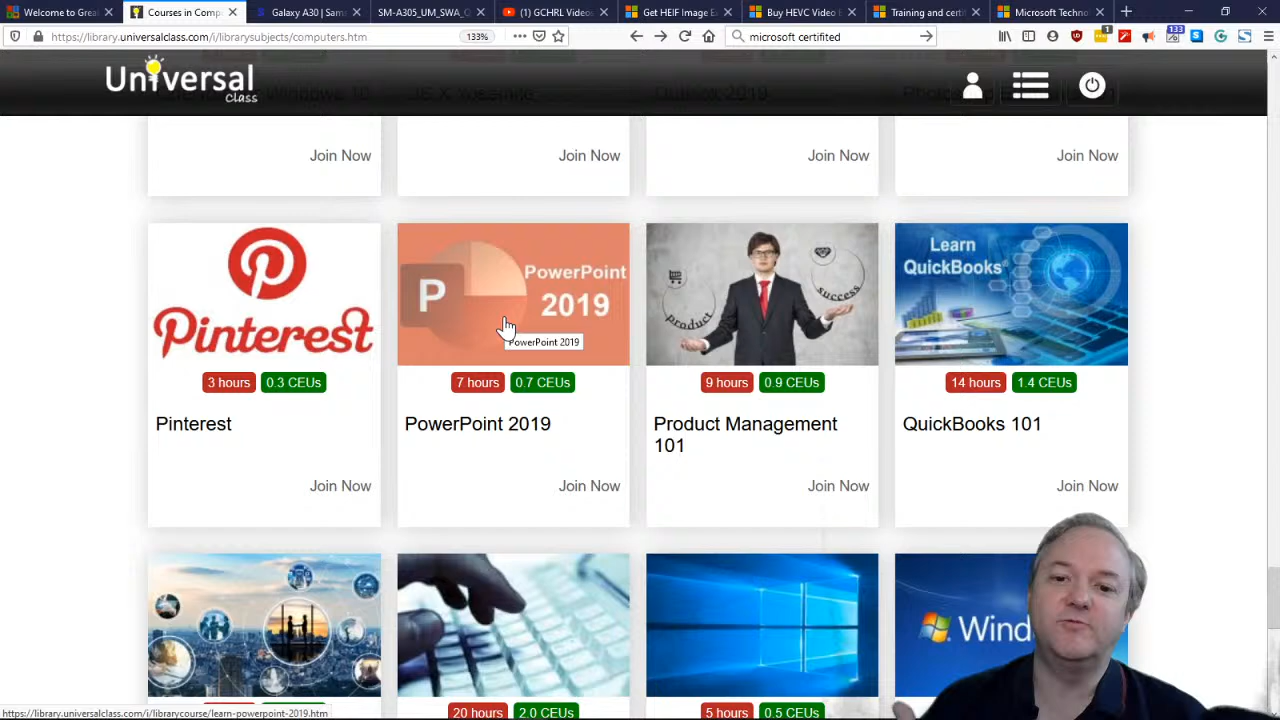 Welcome to Grea
Courses in Comp
Galaxy A30 | Sams
SM-A305_UM_SWA_
(1) GCHRL Videos
Get HEIF Image E
Buy HEVC Video
Training and certi
Microsoft Techno
https://library.universalclass.com/i/librarysubjects/computers.htm
133%
microsoft certifited
1
133
Universal
Class
Join Now
Join Now
Join Now
Join Now
Pinterest
P
PowerPoint
2019
PowerPoint 2019
product
success
Learn
QuickBooks
3 hours 0.3 CEUs
7 hours 0.7 CEUs
9 hours 0.9 CEUs
14 hours 1.4 CEUs
Pinterest
PowerPoint 2019
Product Management
101
QuickBooks 101
Join Now
Join Now
Join Now
Join Now
Wind
20 hours 2.0 CEUs
5 hours 0.5 CEUs
https://library.universalclass.com/i/librarycourse/learn-powerpoint-2019.htm